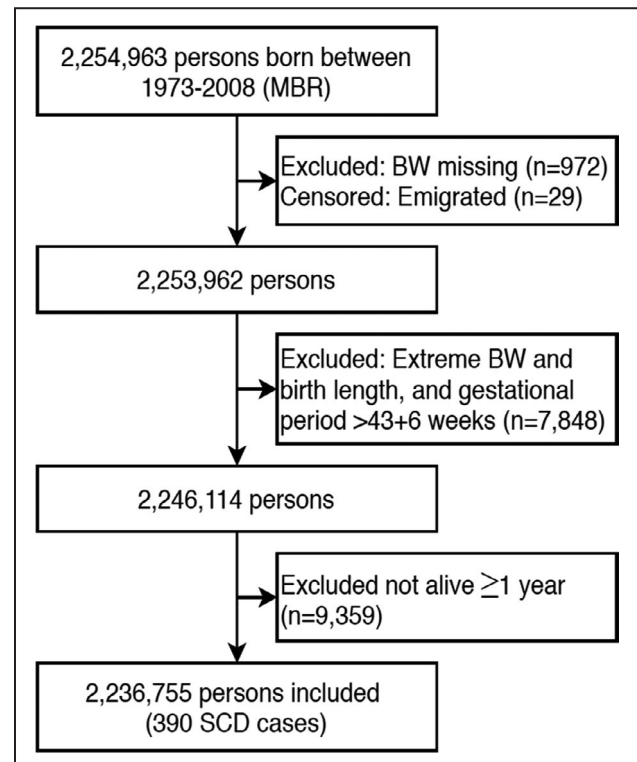 2,254,963 persons born between
1973-2008 (MBR)
Excluded: BW missing (n=972)
Censored: Emigrated (n=29)
2,253,962 persons
Excluded: Extreme BW and
birth length, and gestational
period >43+6 weeks (n=7,848)
2,246,114 persons
Excluded not alive ≥1 year
(n=9,359)
2,236,755 persons included
(390 SCD cases)